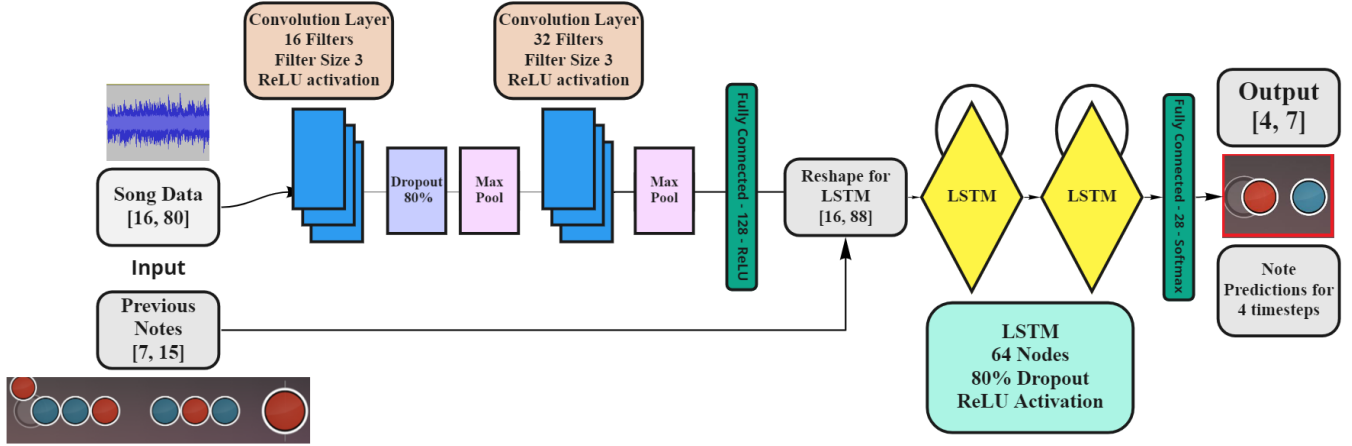 Convolution Layer
16 Filters
Filter Size 3
ReLU activation
Convolution Layer
32 Filters
Filter Size 3
ReLU activation
Song Data
[16, 80]
Input
Previous
Notes
[7, 15]
Dropout
80%
Max
Pool
Max
Pool
Fully Connected - 128 - ReLU
Reshape for
LSTM
[16, 88]
LSTM
LSTM
LSTM
64 Nodes
80% Dropout
ReLU Activation
Fully Connected - 28 - Softmax
Output
[4, 7]
Note
Predictions for
4 timesteps